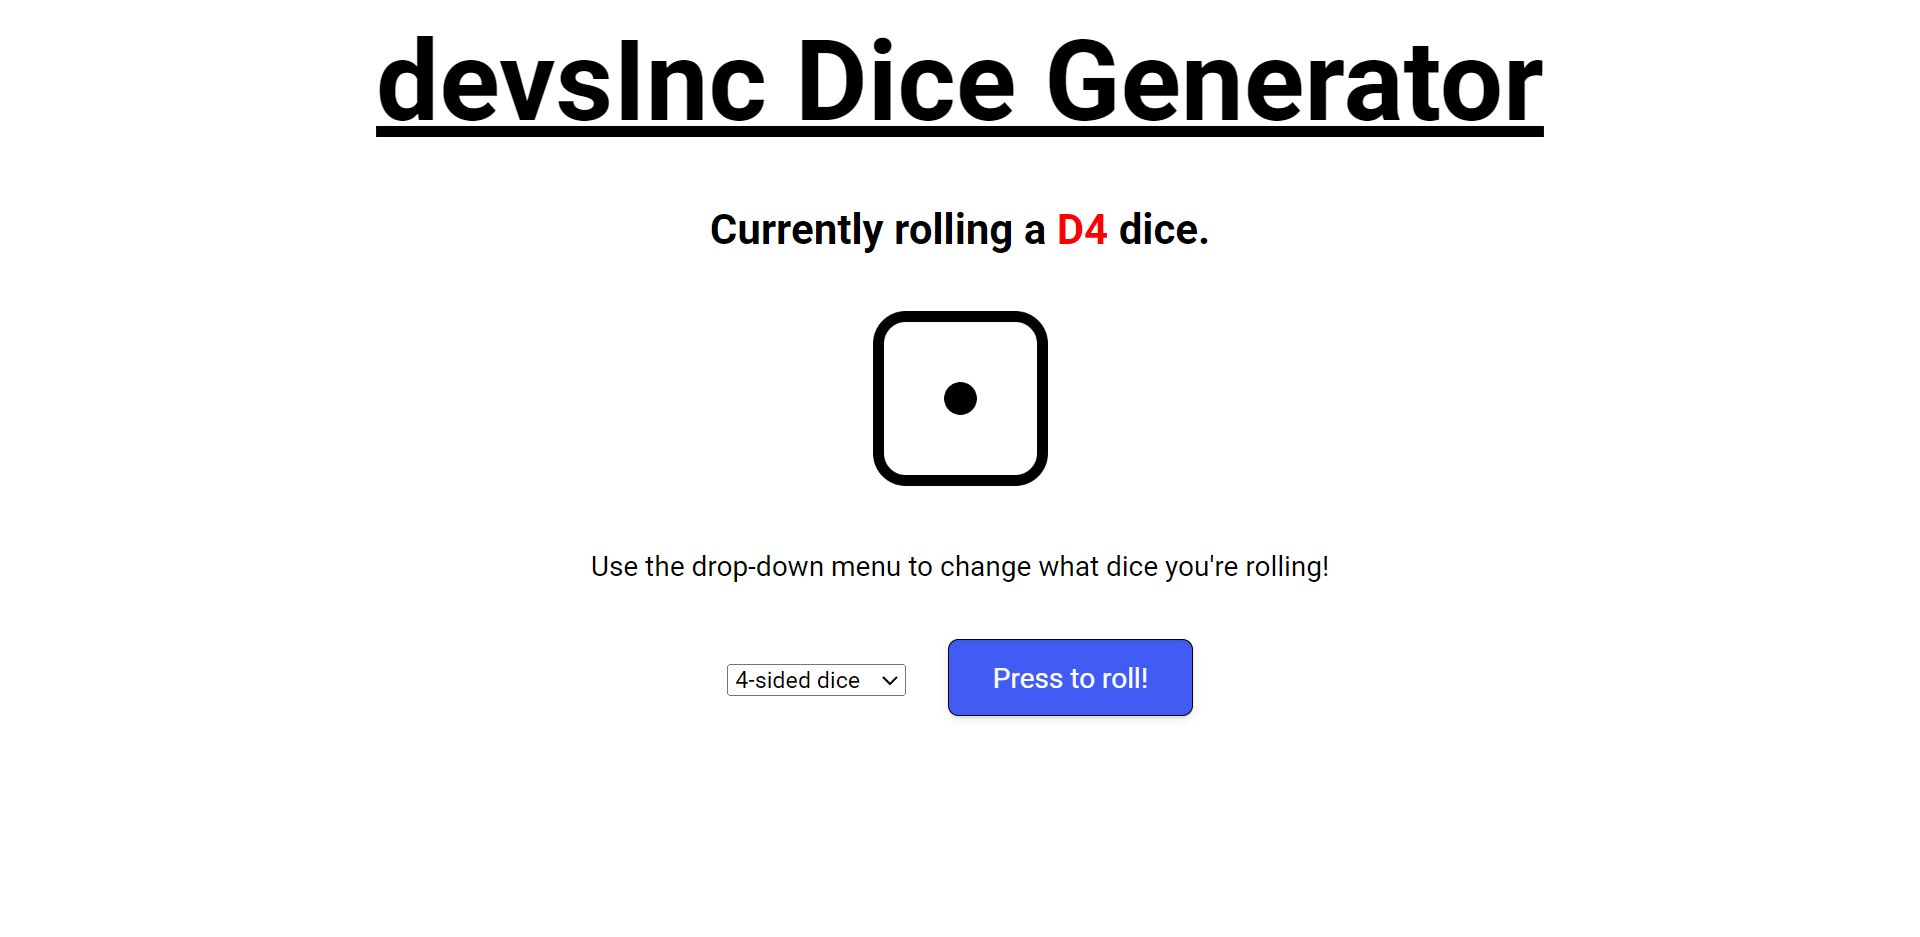 devsInc Dice Generator
Currently rolling a D4 dice.
Use the drop-down menu to change what dice you're rolling!
4-sided dice
Press to roll!